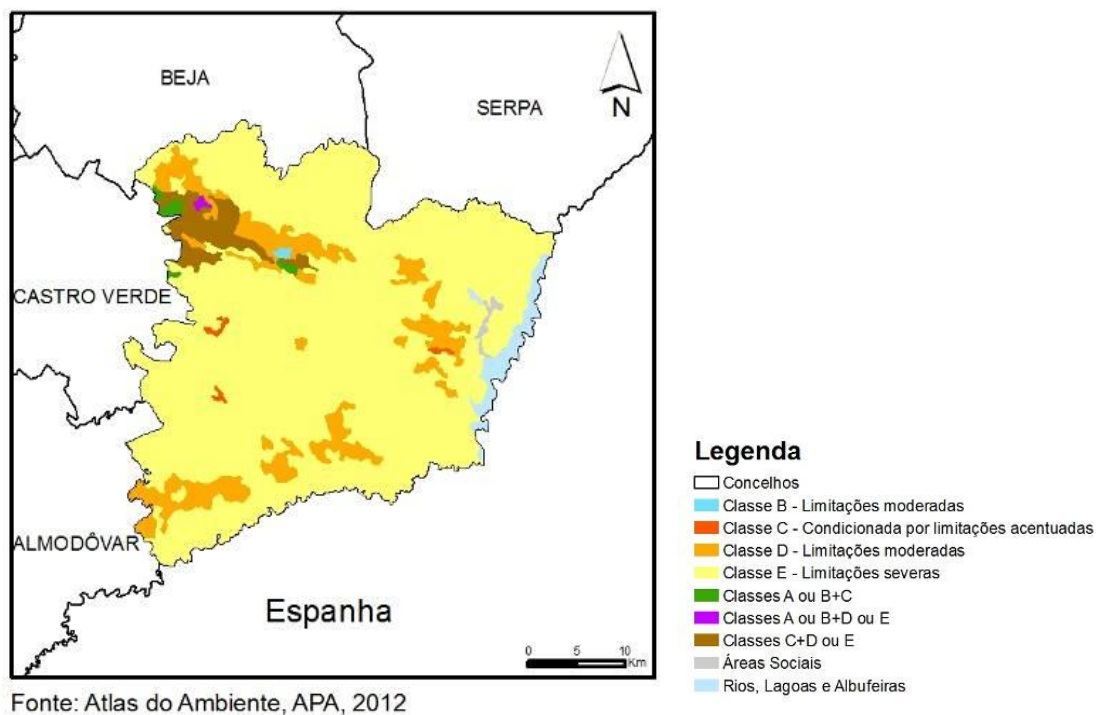 BEJA
SERPA
N
CASTRO VERDE
ALMODÔVAR
Espanha
0 5 10
Km
Legenda
Concelhos
Classe B - Limitações moderadas
Classe C - Condicionada por limitações acentuadas
Classe D - Limitações moderadas
Classe E - Limitações severas
Classes A ou B+C
Classes A ou B+D ou E
Classes C+D ou E
Áreas Sociais
Rios, Lagoas e Albufeiras
Fonte: Atlas do Ambiente, APA, 2012